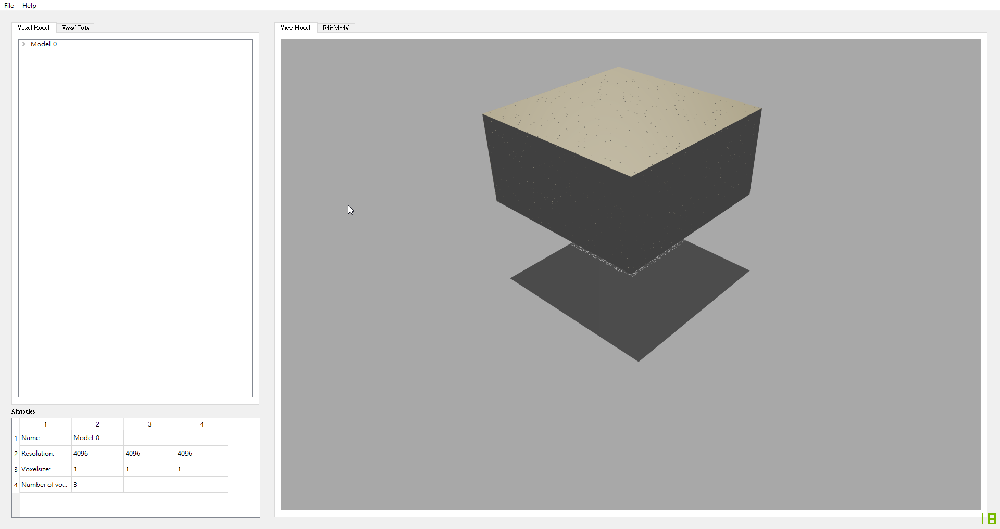 File Help
Voxel Model Voxel Data
Model_0
View Model Edit Model
Attributes
1 2 3 4
1 Name: Model_0
2 Resolution: 4096 4096 4096
3 Voxelsize: 1 1 1
4 Number of vo... 3
18